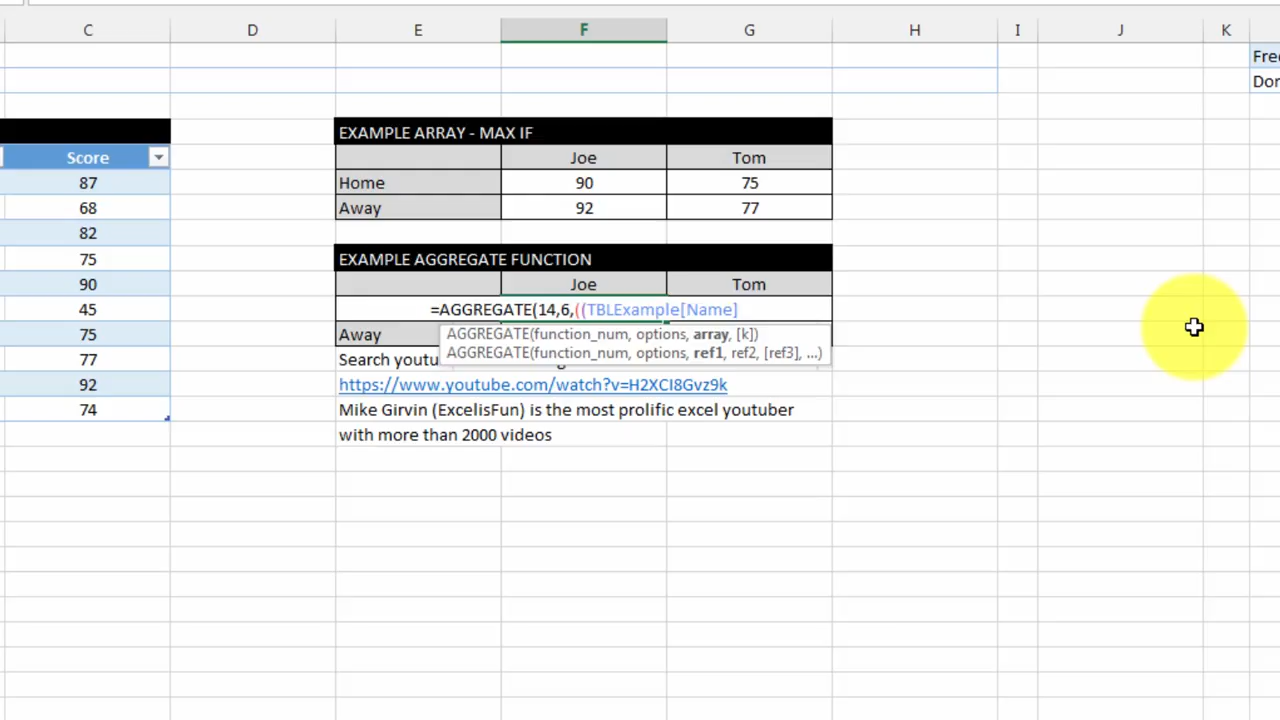 C D E F G H I J K
Free
Don
EXAMPLE ARRAY - MAX IF
Score Joe Tom
87 Home 90 75
68 Away 92 77
82
75 EXAMPLE AGGREGATE FUNCTION
90 Joe Tom
45 =AGGREGATE(14,6,((TBLExample[Name]
75 Away AGGREGATE(function_num, options, array, [k])
AGGREGATE(function_num, options, ref1, ref2, [ref3], ...)
77 Search youtu
92 https://www.youtube.com/watch?v=H2XCI8Gvz9k
74 Mike Girvin (ExcelisFun) is the most prolific excel youtuber
with more than 2000 videos